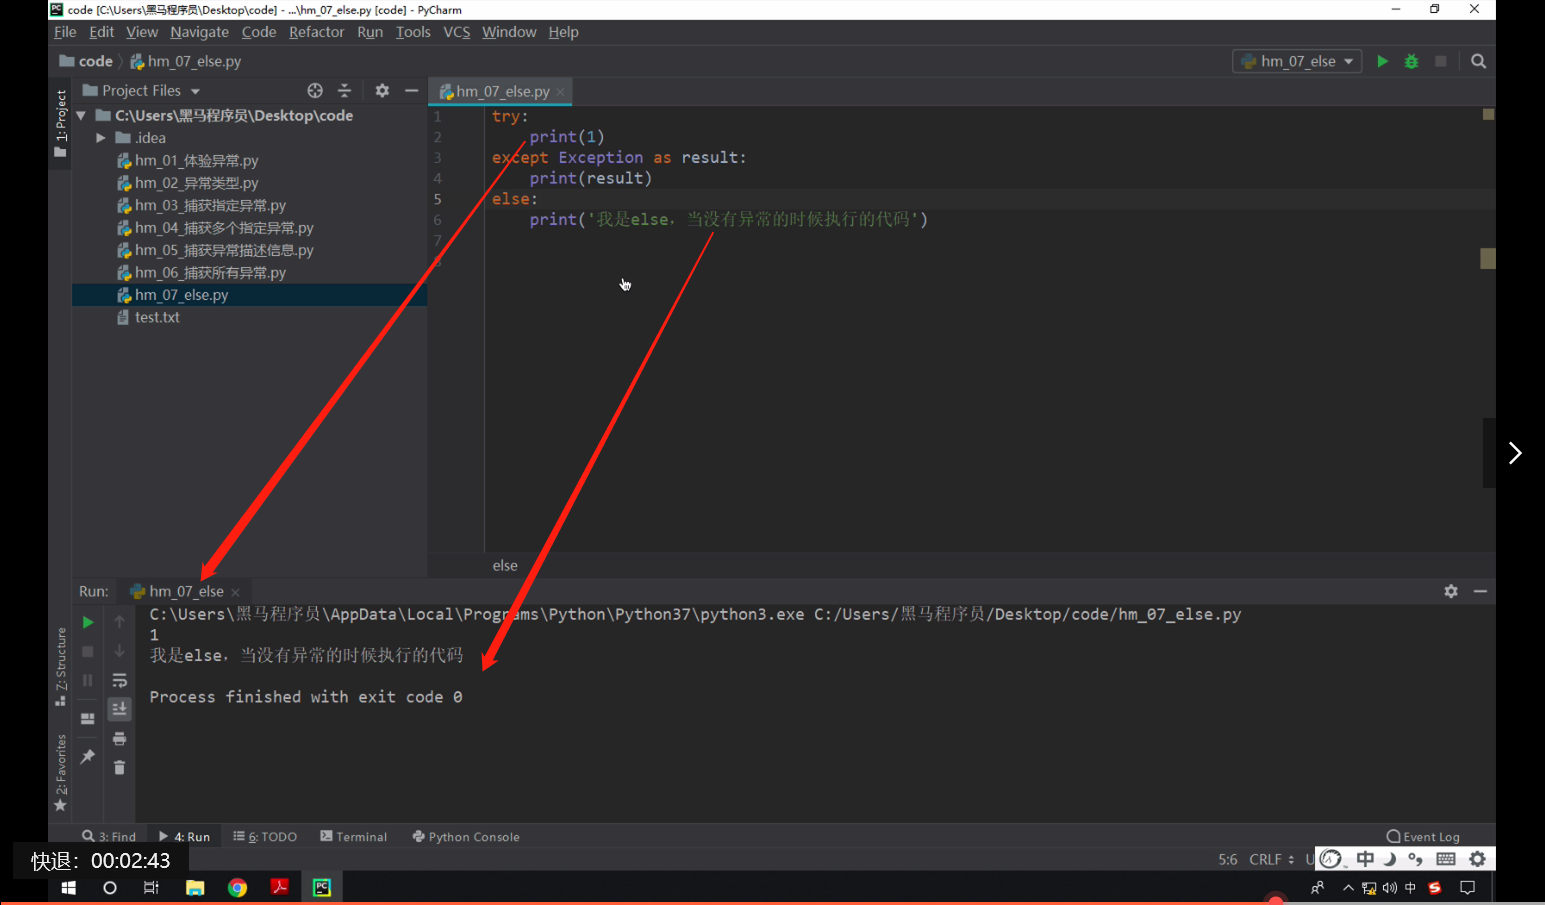 code [C:\Users\黑马程序员\Desktop\code] - ...\hm_07_else.py [code] - PyCharm
File Edit View Navigate Code Refactor Run Tools VCS Window Help
code hm_07_else.py
hm_07_else
1: Project
Project Files
hm_07_else.py
C:\Users\黑马程序员\Desktop\code
.idea
hm_01_体验异常.py
hm_02_异常类型.py
hm_03_捕获指定异常.py
hm_04_捕获多个指定异常.py
hm_05_捕获异常描述信息.py
hm_06_捕获所有异常.py
hm_07_else.py
test.txt
1 try:
2 print(1)
3 except Exception as result:
4 print(result)
5 else:
6 print('我是else，当没有异常的时候执行的代码')
7
8
else
Run: hm_07_else
C:\Users\黑马程序员\AppData\Local\Programs\Python\Python37\python3.exe C:/Users/黑马程序员/Desktop/code/hm_07_else.py
1
我是else，当没有异常的时候执行的代码
Process finished with exit code 0
Z: Structure
2: Favorites
3: Find 4: Run 6: TODO Terminal Python Console Event Log
快退：00:02:43
5:6 CRLF U 中
中